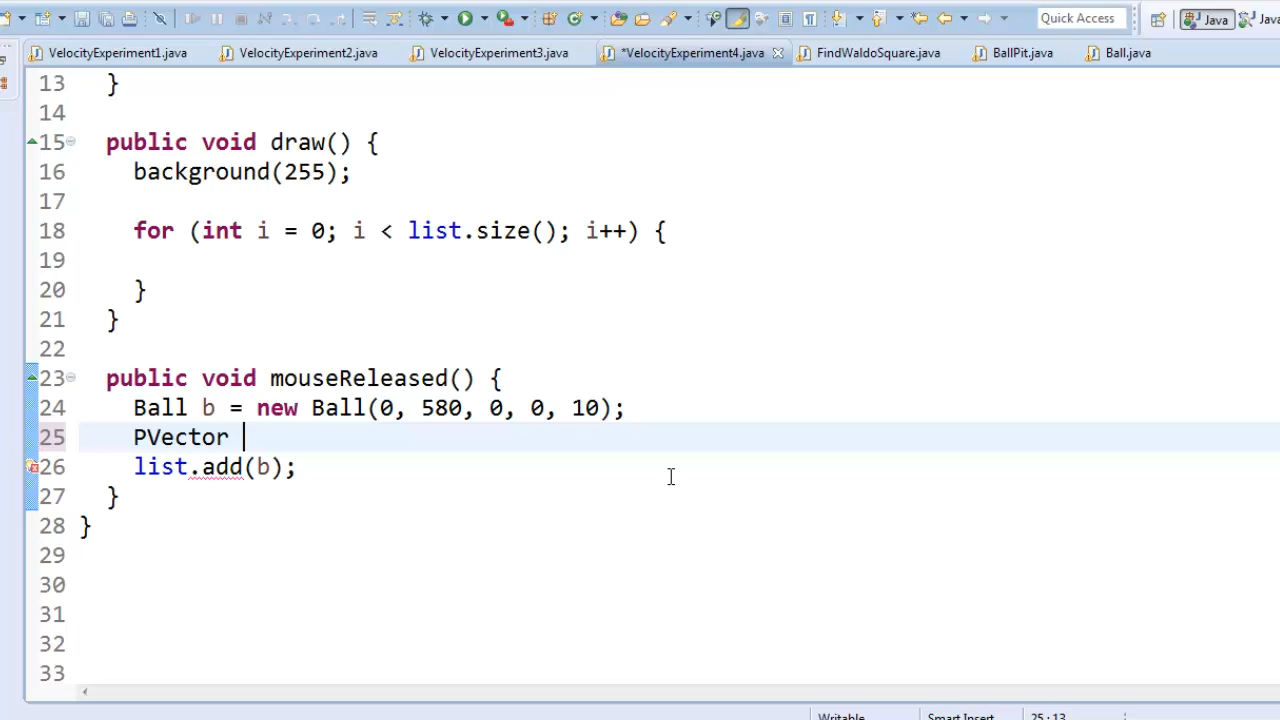 Quick Access
Java
Jav
VelocityExperiment1.java
VelocityExperiment2.java
VelocityExperiment3.java
*VelocityExperiment4.java
FindWaldoSquare.java
BallPit.java
Ball.java
13 }
14
15 public void draw() {
16 background(255);
17
18 for (int i = 0; i < list.size(); i++) {
19
20 }
21 }
22
23 public void mouseReleased() {
24 Ball b = new Ball(0, 580, 0, 0, 10);
25 PVector
26 list.add(b);
27 }
28 }
29
30
31
32
33
Writable
Smart Insert
25 : 13